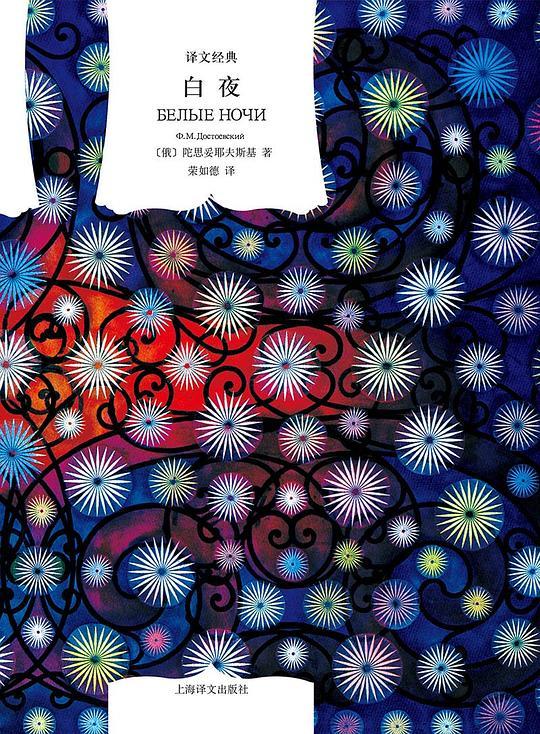 译文经典
白夜
БЕЛЫЕ НОЧИ
Ф.М.Достоевский
〔俄〕陀思妥耶夫斯基 著
荣如德 译
上海译文出版社